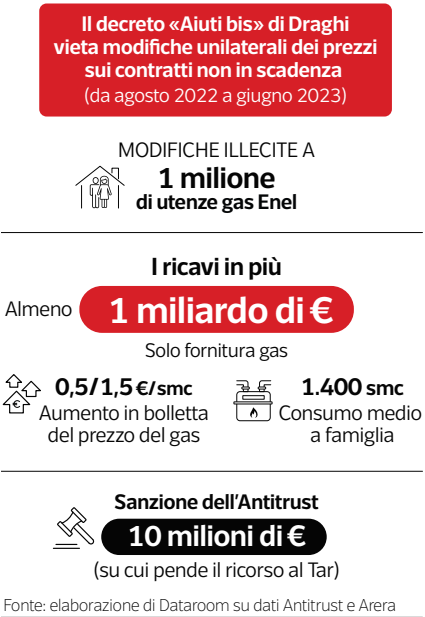 Il decreto «Aiuti bis» di Draghi
vieta modifiche unilaterali dei prezzi
sui contratti non in scadenza
(da agosto 2022 a giugno 2023)
MODIFICHE ILLECITE A
1 milione
di utenze gas Enel
I ricavi in più
Almeno 1 miliardo di €
Solo fornitura gas
0,5/1,5 €/smc
Aumento in bolletta
del prezzo del gas
1.400 smc
Consumo medio
a famiglia
Sanzione dell'Antitrust
10 milioni di €
(su cui pende il ricorso al Tar)
Fonte: elaborazione di Dataroom su dati Antitrust e Arera